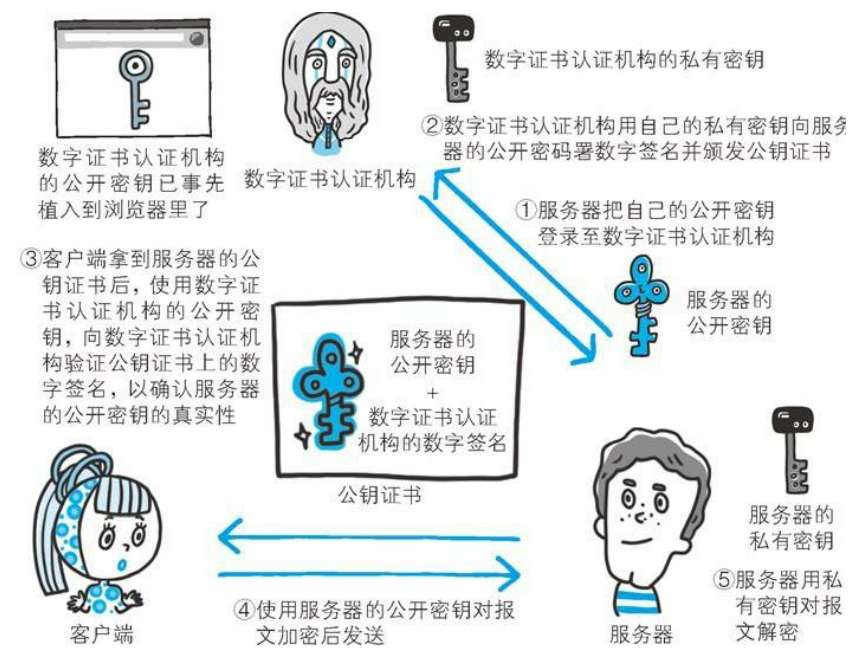 数字证书认证机构的私有密钥
②数字证书认证机构用自己的私有密钥向服务
器的公开密码署数字签名并颁发公钥证书
数字证书认证机构
的公开密钥已事先
植入到浏览器里了
数字证书认证机构
①服务器把自己的公开密钥
登录至数字证书认证机构
服务器的
公开密钥
③客户端拿到服务器的公
钥证书后，使用数字证
书认证机构的公开密
钥，向数字证书认证机
构验证公钥证书上的数
字签名，以确认服务器
的公开密钥的真实性
服务器的
公开密钥
+
数字证书认证
机构的数字签名
公钥证书
服务器的
私有密钥
④使用服务器的公开密钥对报
文加密后发送
⑤服务器用私
有密钥对报
文解密
客户端
服务器